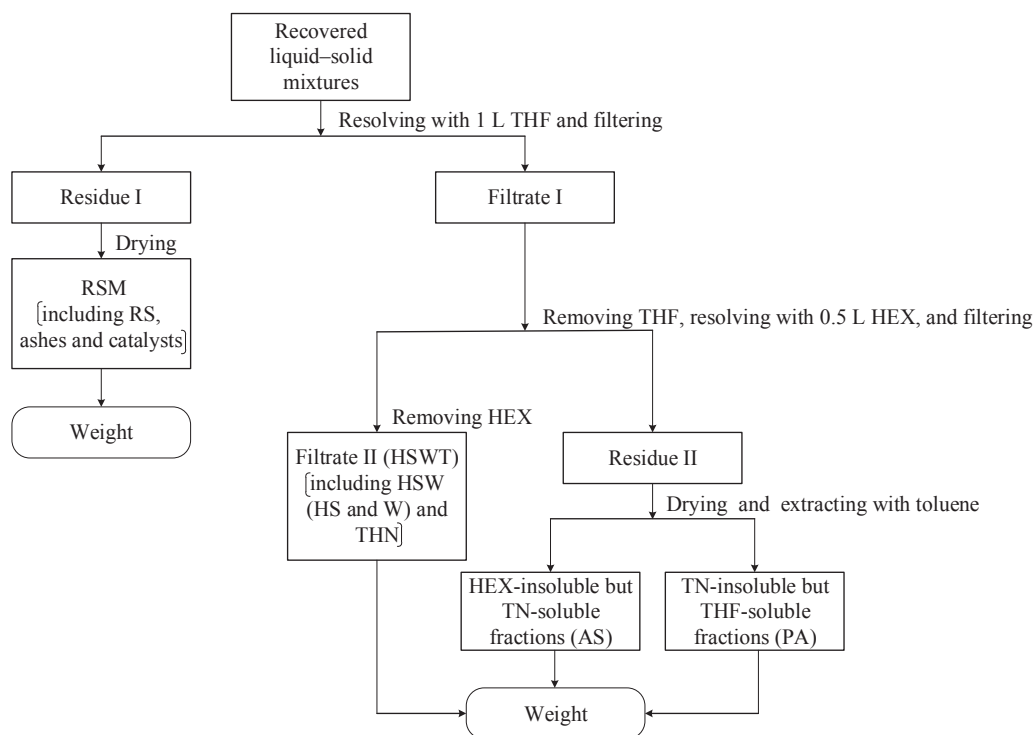 Recovered
liquid–solid
mixtures
Resolving with 1 L THF and filtering
Residue I
Filtrate I
Drying
RSM
[including RS,
ashes and catalysts]
Removing THF, resolving with 0.5 L HEX, and filtering
Weight
Removing HEX
Filtrate II (HSWT)
[including HSW
(HS and W) and
THN]
Residue II
Drying and extracting with toluene
HEX-insoluble but
TN-soluble
fractions (AS)
TN-insoluble but
THF-soluble
fractions (PA)
Weight